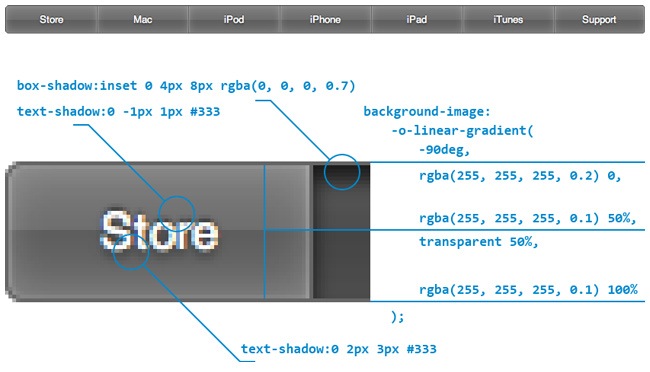 Store Mac iPod iPhone iPad iTunes Support
box-shadow:inset 0 4px 8px rgba(0, 0, 0, 0.7)
text-shadow:0 -1px 1px #333
background-image:
-o-linear-gradient(
-90deg,
rgba(255, 255, 255, 0.2) 0,
rgba(255, 255, 255, 0.1) 50%,
transparent 50%,
rgba(255, 255, 255, 0.1) 100%
);
Store
text-shadow:0 2px 3px #333